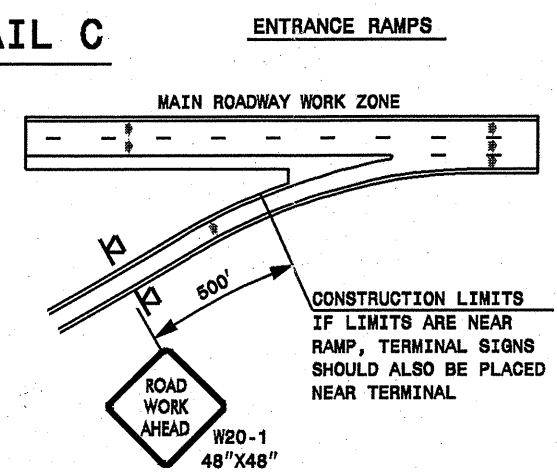 AIL C
ENTRANCE RAMPS
MAIN ROADWAY WORK ZONE
500'
CONSTRUCTION LIMITS
IF LIMITS ARE NEAR
RAMP, TERMINAL SIGNS
SHOULD ALSO BE PLACED
NEAR TERMINAL
ROAD
WORK
AHEAD
W20-1
48"X48"